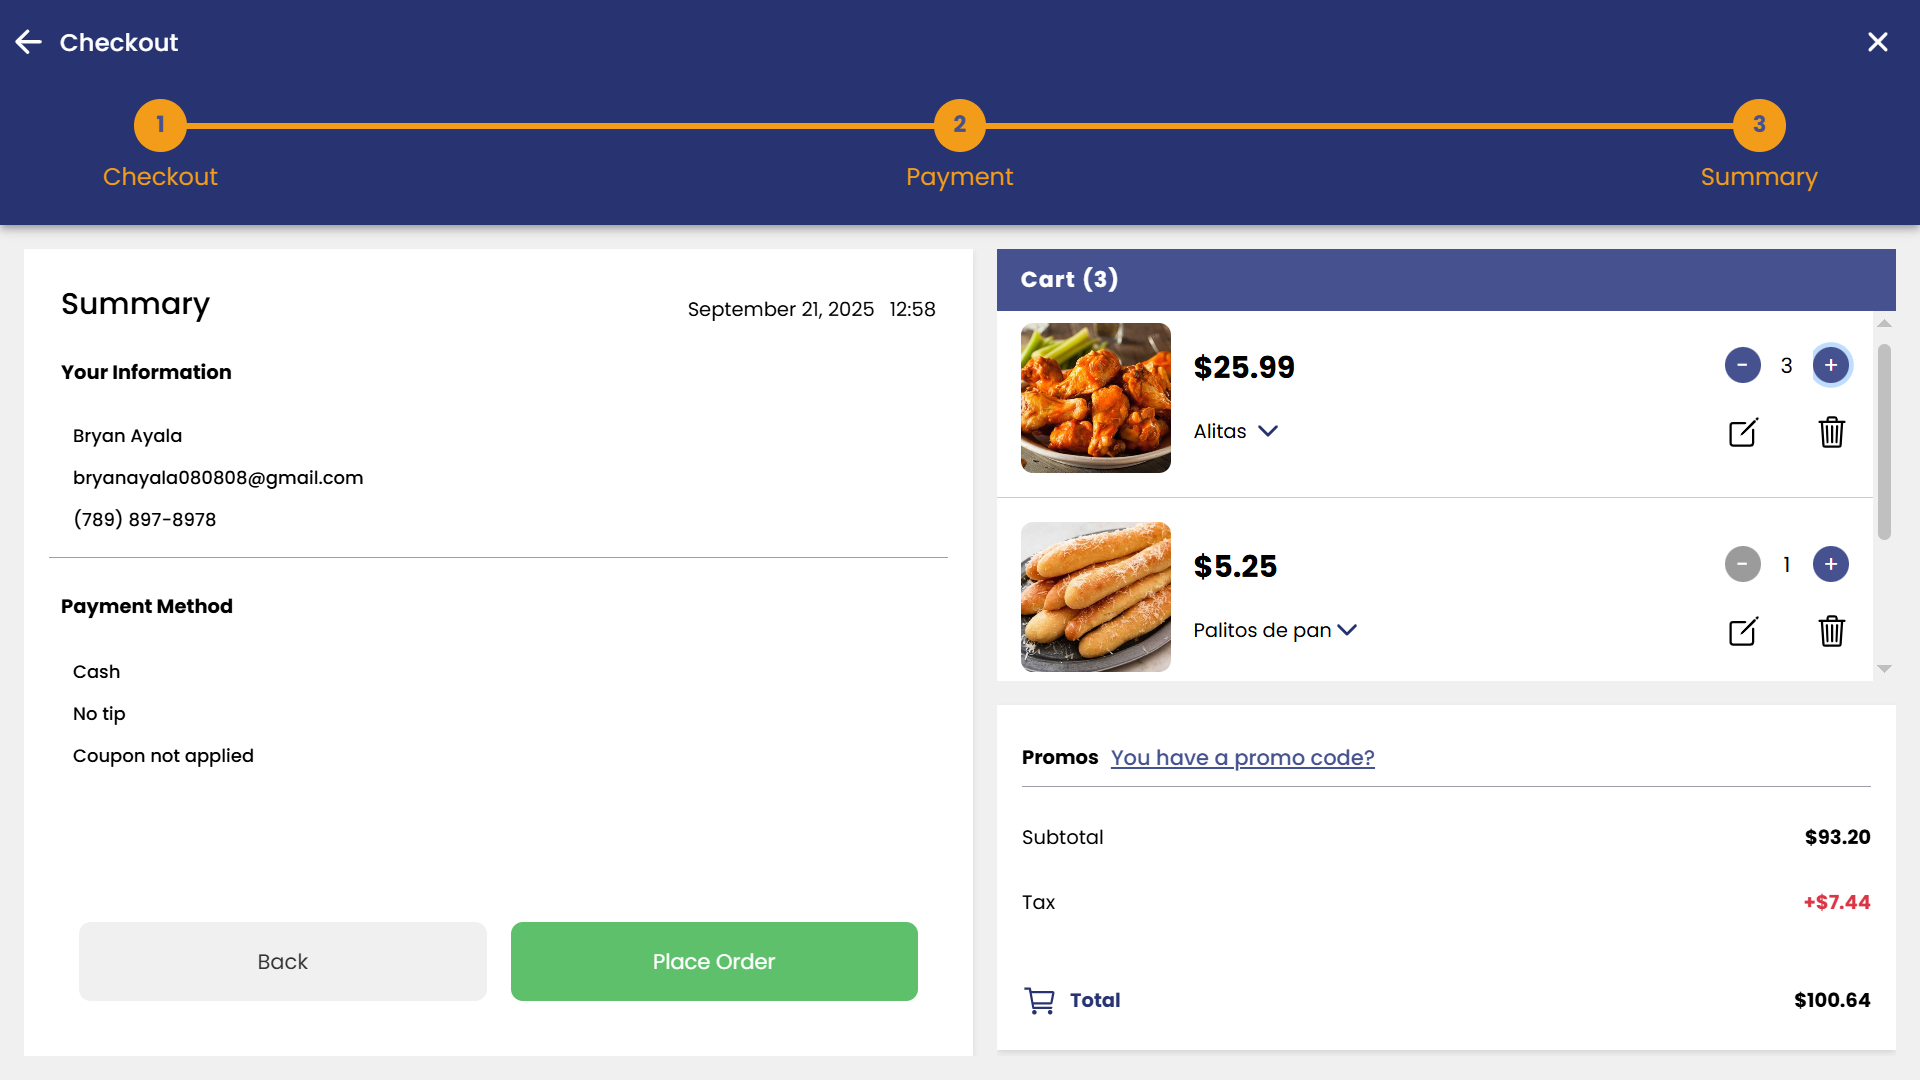 Checkout
1
2
3
Checkout
Payment
Summary
Summary
September 21, 2025 12:58
Your Information
Bryan Ayala
bryanayala080808@gmail.com
(789) 897-8978
Payment Method
Cash
No tip
Coupon not applied
Back
Place Order
Cart (3)
$25.99
- 3 +
Alitas
$5.25
- 1 +
Palitos de pan
Promos You have a promo code?
Subtotal $93.20
Tax +$7.44
Total $100.64